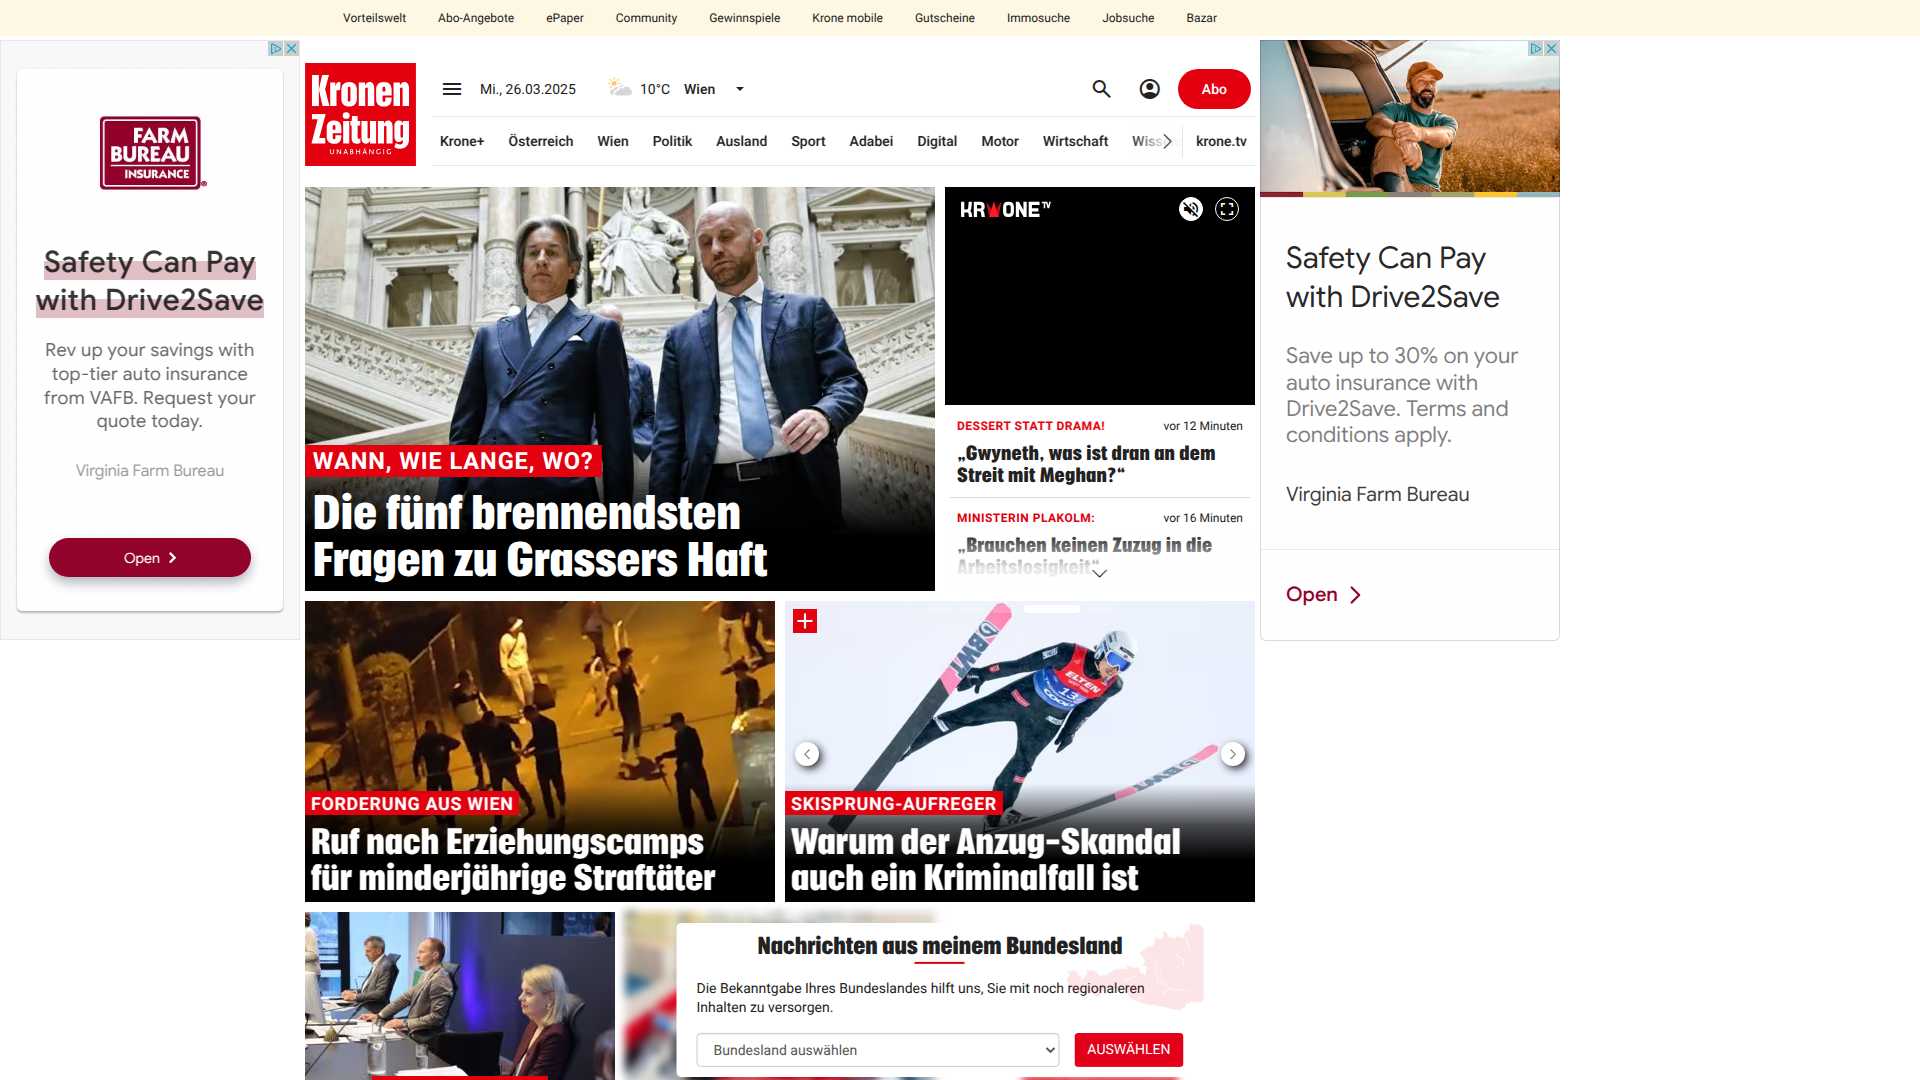 Vorteilswelt Abo-Angebote ePaper Community Gewinnspiele Krone mobile Gutscheine Immosuche Jobsuche Bazar
FARM
BUREAU
INSURANCE
Safety Can Pay
with Drive2Save
Rev up your savings with
top-tier auto insurance
from VAFB. Request your
quote today.
Virginia Farm Bureau
Open
Kronen
Zeitung
UNABHÄNGIG
Mi., 26.03.2025 10°C Wien Abo
Krone+ Österreich Wien Politik Ausland Sport Adabei Digital Motor Wirtschaft Wiss krone.tv
WANN, WIE LANGE, WO?
Die fünf brennendsten
Fragen zu Grassers Haft
KRONE TV
DESSERT STATT DRAMA! vor 12 Minuten
„Gwyneth, was ist dran an dem
Streit mit Meghan?“
MINISTERIN PLAKOLM: vor 16 Minuten
„Brauchen keinen Zuzug in die
Arbeitslosigkeit“
FORDERUNG AUS WIEN
Ruf nach Erziehungscamps
für minderjährige Straftäter
DBWT
ELTEN
13
COOP
DBWT
SKISPRUNG-AUFREGER
Warum der Anzug-Skandal
auch ein Kriminalfall ist
Nachrichten aus meinem Bundesland
Die Bekanntgabe Ihres Bundeslandes hilft uns, Sie mit noch regionaleren
Inhalten zu versorgen.
Bundesland auswählen AUSWÄHLEN
Safety Can Pay
with Drive2Save
Save up to 30% on your
auto insurance with
Drive2Save. Terms and
conditions apply.
Virginia Farm Bureau
Open